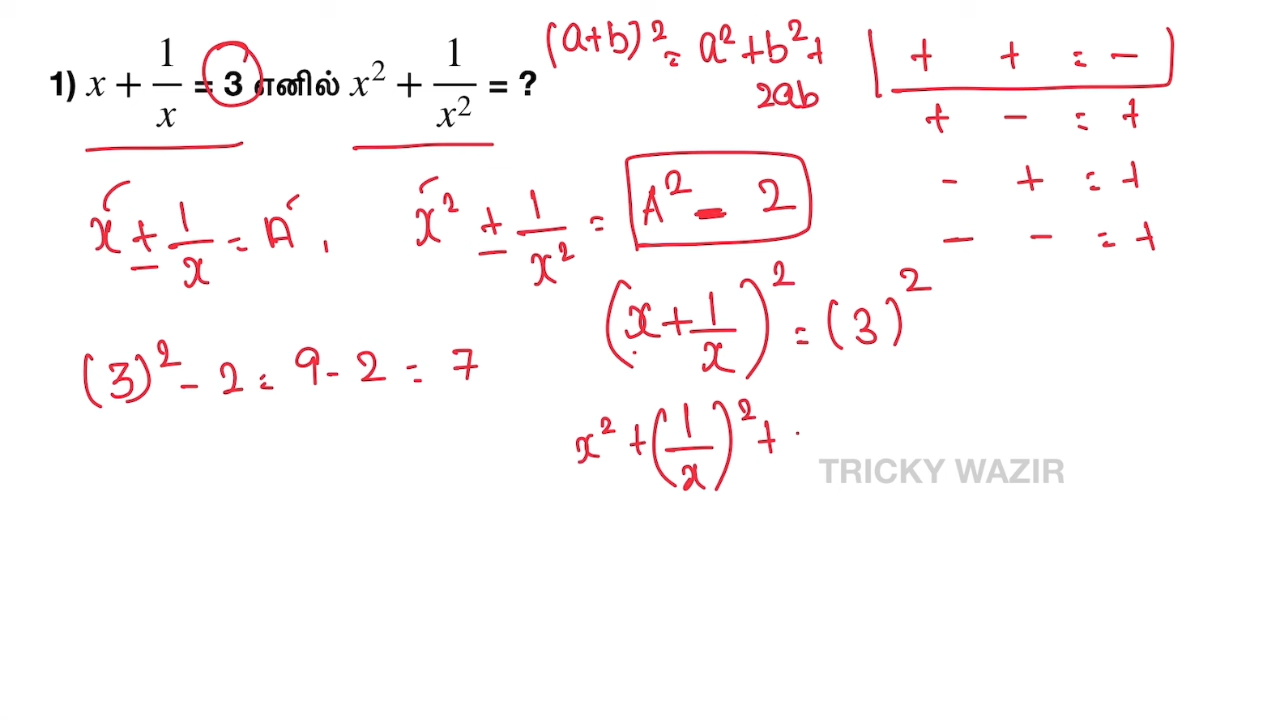 1) x + 1/x = 3 எனில் x² + 1/x² = ?
(a+b)² = a² + b² +
2ab
+ + = -
+ - = +
- + = +
- - = +
x ± 1/x = A , x² ± 1/x² = A² - 2
(x + 1/x)² = (3)²
(3)² - 2 = 9 - 2 = 7
x² + (1/x)² +
TRICKY WAZIR